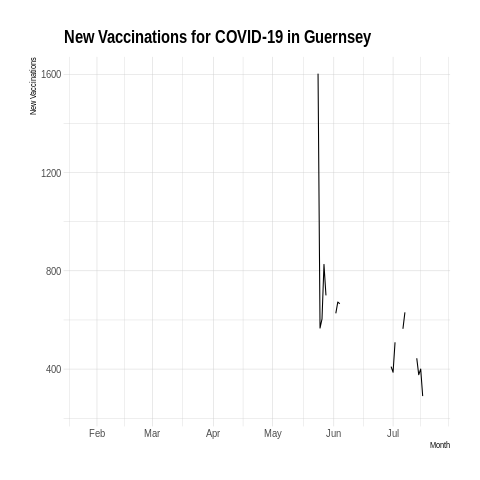 New Vaccinations for COVID-19 in Guernsey
New Vaccinations
1600
1200
800
400
Feb Mar Apr May Jun Jul
Month